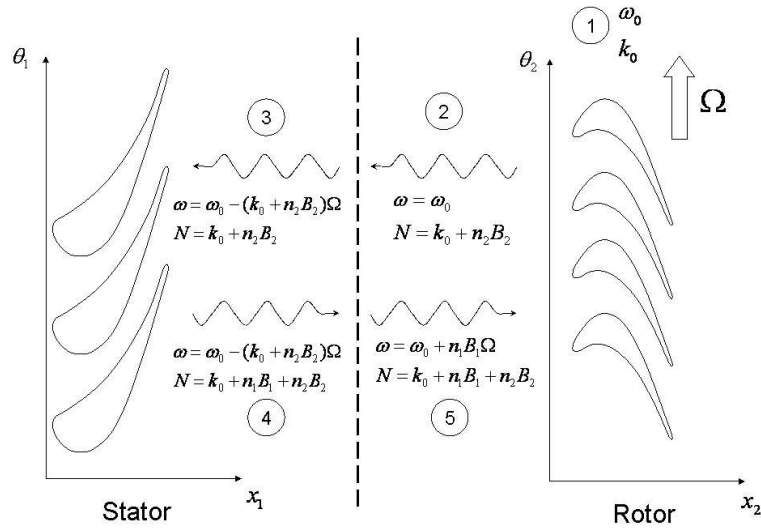 1 ω₀
k₀
θ₁
θ₂
Ω
3
2
ω = ω₀ − (k₀ + n₂B₂)Ω
N = k₀ + n₂B₂
ω = ω₀
N = k₀ + n₂B₂
ω = ω₀ − (k₀ + n₂B₂)Ω
N = k₀ + n₁B₁ + n₂B₂
ω = ω₀ + n₁B₁Ω
N = k₀ + n₁B₁ + n₂B₂
4
5
x₁
x₂
Stator
Rotor